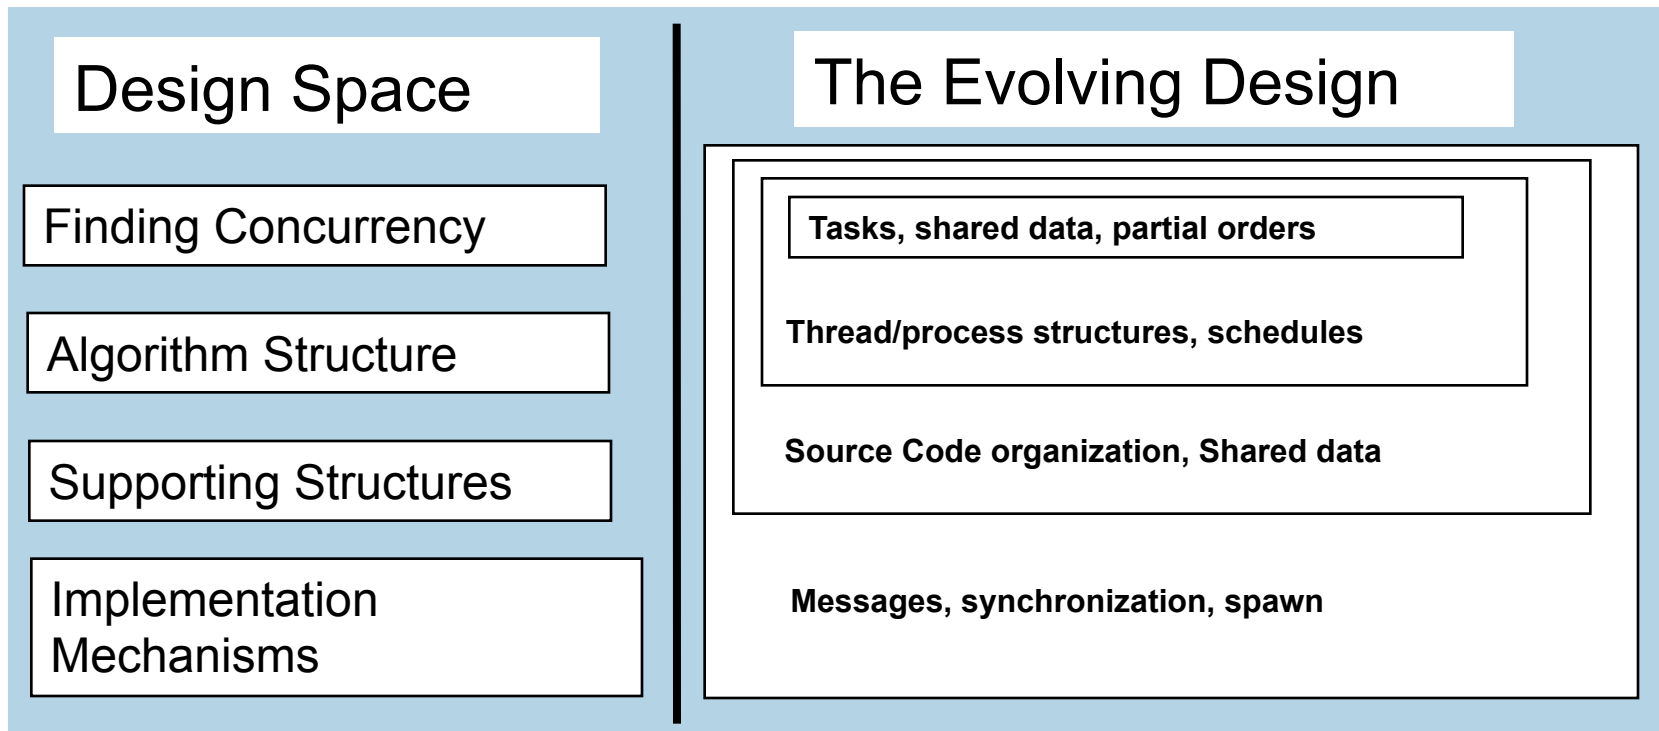 Design Space
Finding Concurrency
Algorithm Structure
Supporting Structures
Implementation
Mechanisms
The Evolving Design
Tasks, shared data, partial orders
Thread/process structures, schedules
Source Code organization, Shared data
Messages, synchronization, spawn